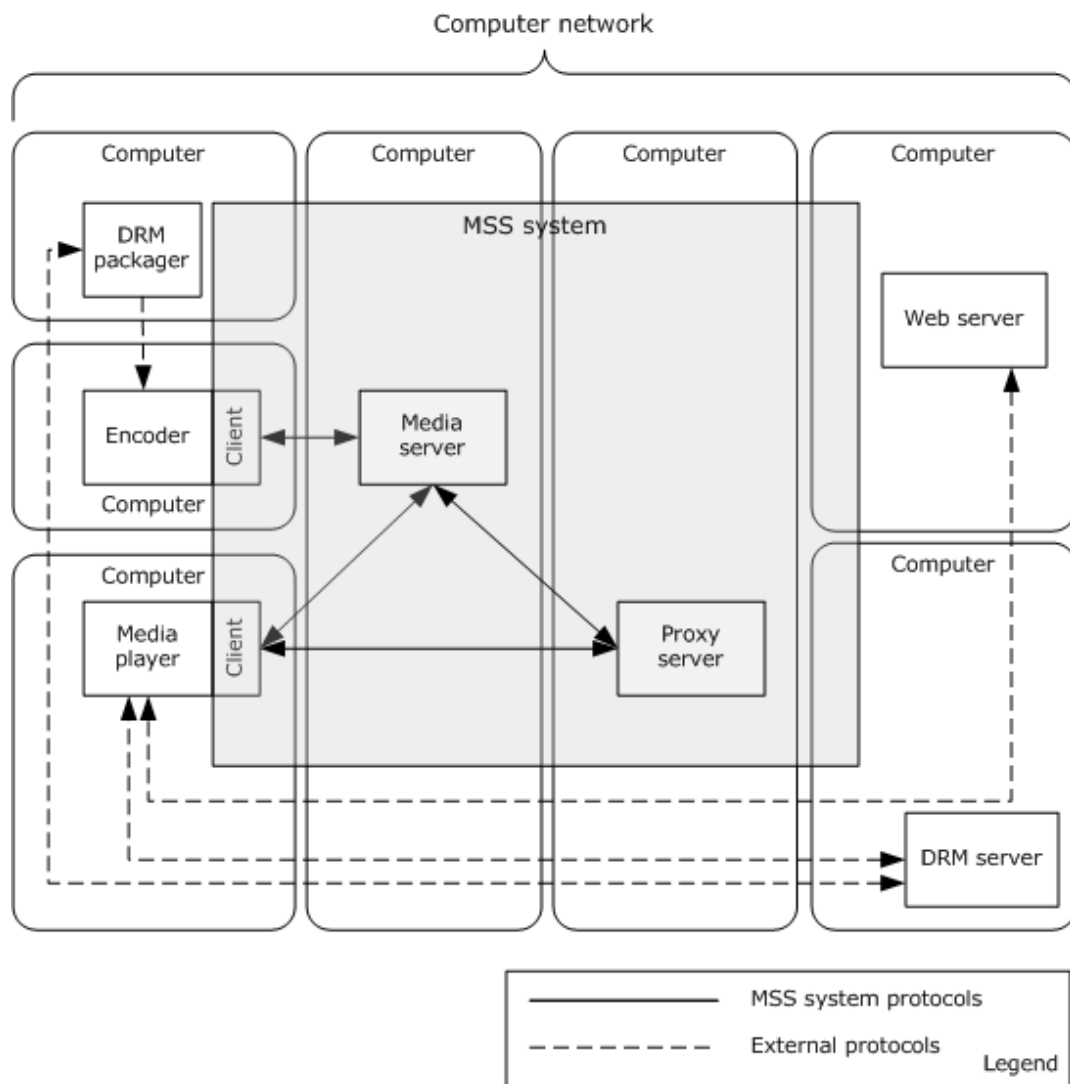 Computer network
Computer
Computer
Computer
Computer
DRM
packager
MSS system
Web server
Encoder
Client
Media
server
Computer
Computer
Computer
Media
player
Client
Proxy
server
DRM server
MSS system protocols
External protocols
Legend